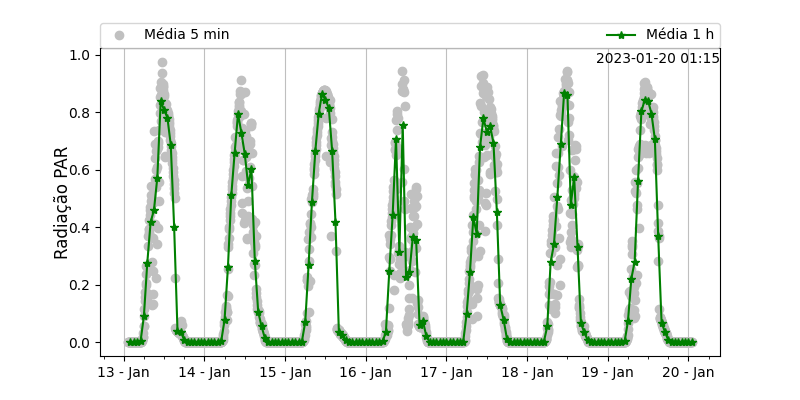 Média 5 min
Média 1 h
2023-01-20 01:15
Radiação PAR
1.0
0.8
0.6
0.4
0.2
0.0
13 - Jan
14 - Jan
15 - Jan
16 - Jan
17 - Jan
18 - Jan
19 - Jan
20 - Jan